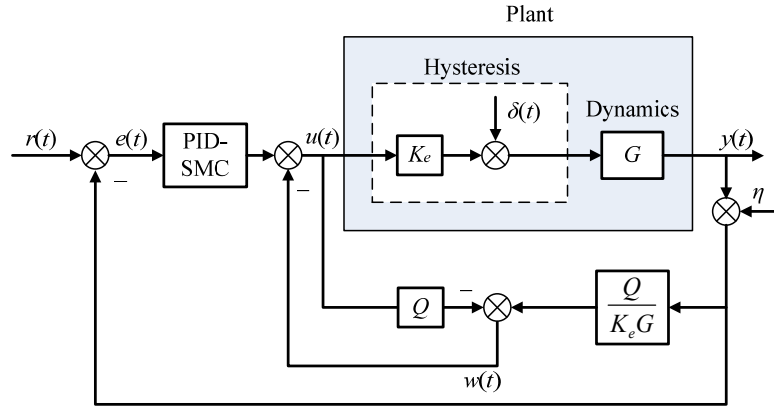 Plant
Hysteresis
Dynamics
r(t)
e(t)
PID-
SMC
u(t)
K_e
δ(t)
G
y(t)
η
−
−
Q
−
Q
K_eG
w(t)